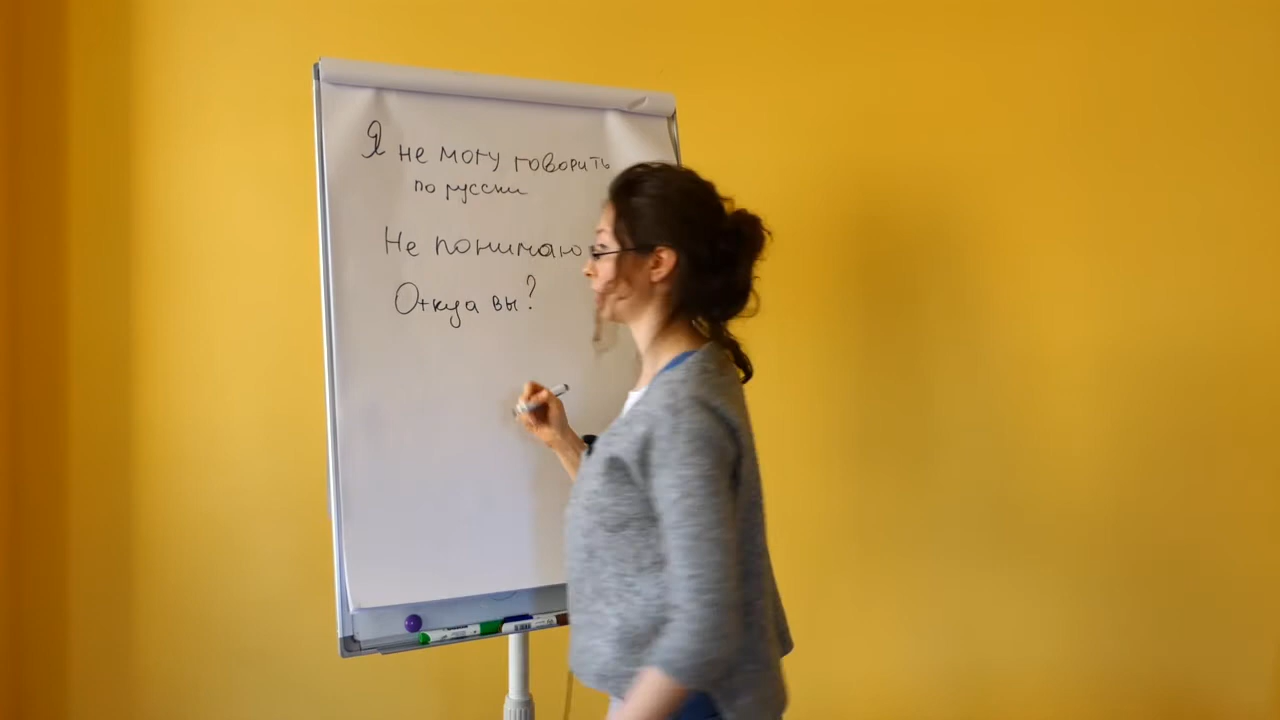 Я не могу говорить
по русски
Не понимаю
Откуда вы?